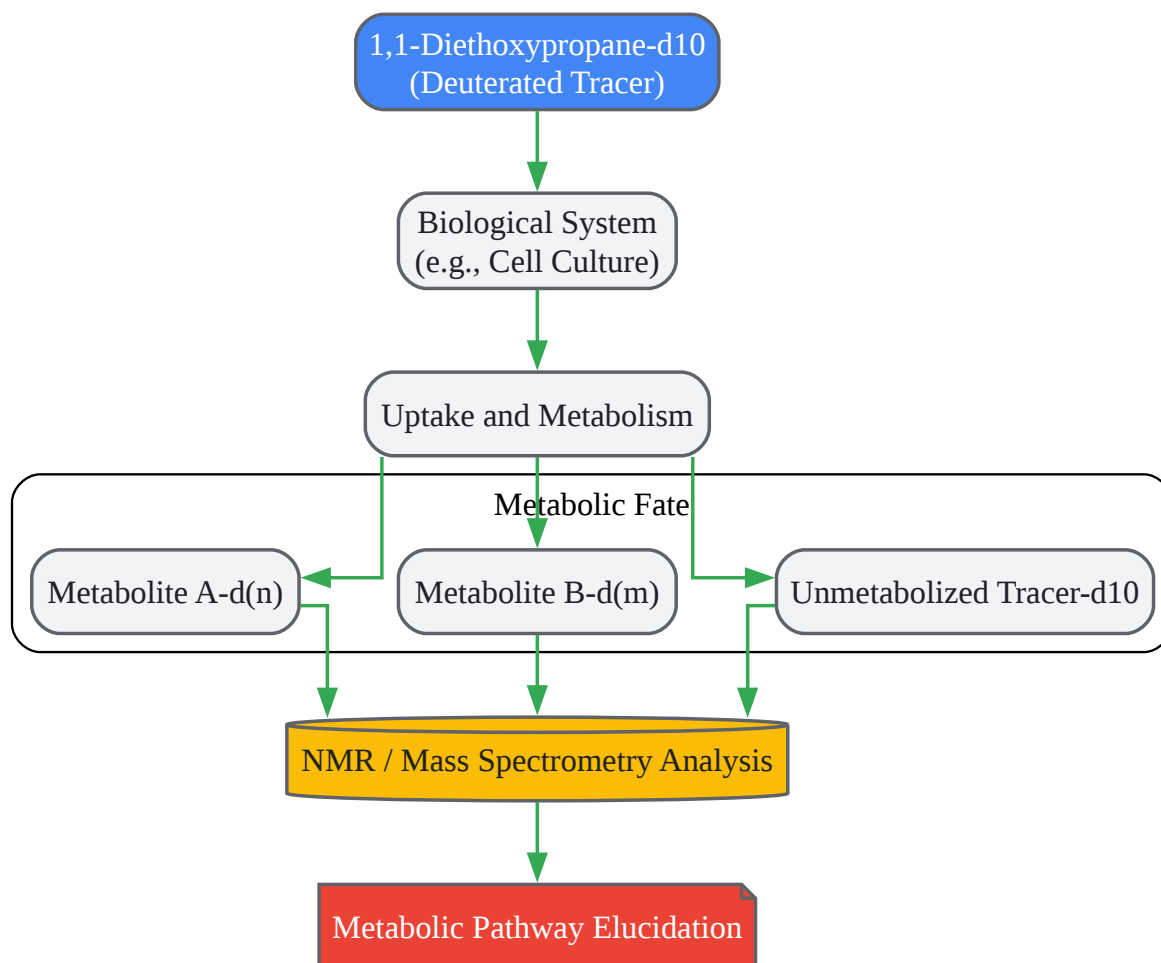 1,1-Diethoxypropane-d10
(Deuterated Tracer)
Biological System
(e.g., Cell Culture)
Uptake and Metabolism
Metabolic Fate
Metabolite A-d(n)
Metabolite B-d(m)
Unmetabolized Tracer-d10
NMR / Mass Spectrometry Analysis
Metabolic Pathway Elucidation